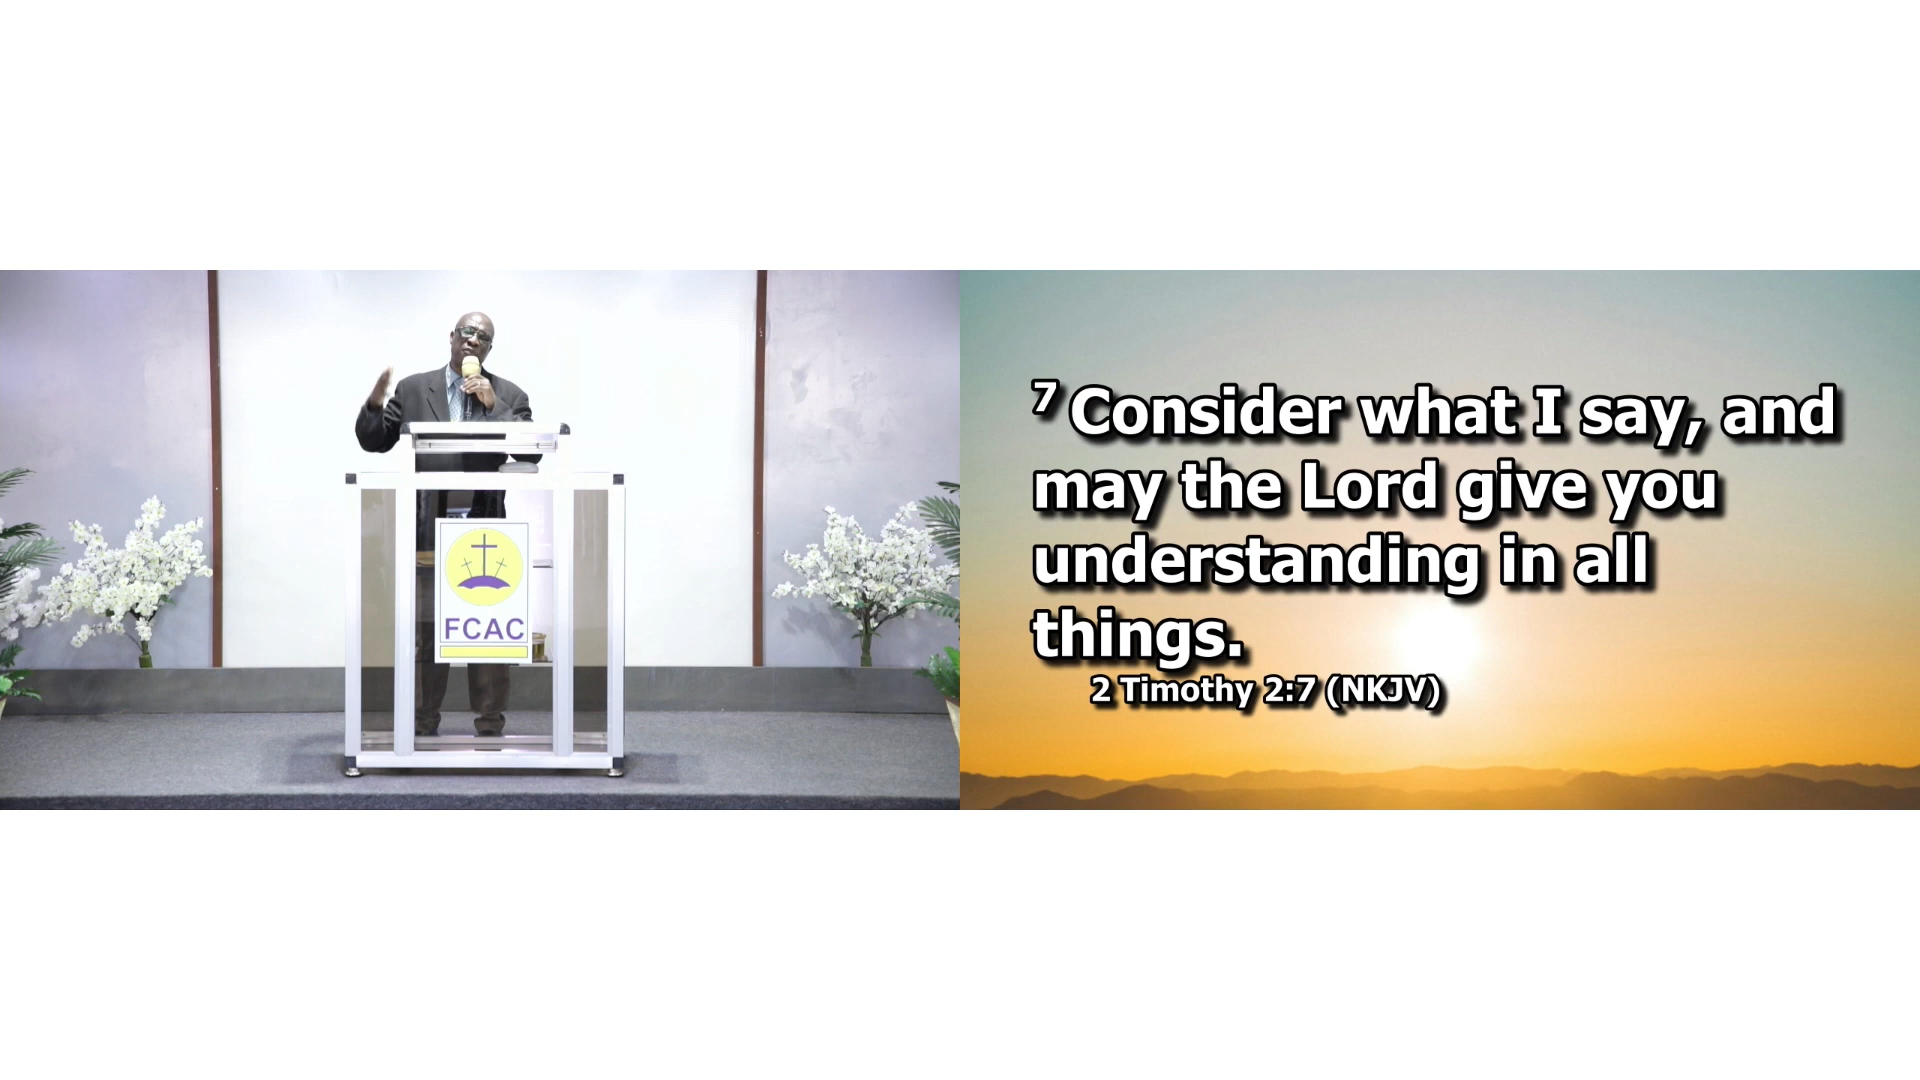 FCAC
7 Consider what I say, and
may the Lord give you
understanding in all
things.
2 Timothy 2:7 (NKJV)